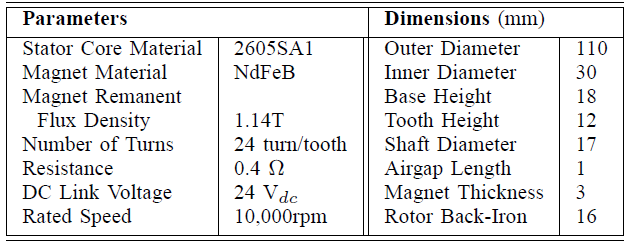 Parameters Dimensions (mm)
Stator Core Material 2605SA1 Outer Diameter 110
Magnet Material NdFeB Inner Diameter 30
Magnet Remanent Base Height 18
Flux Density 1.14T Tooth Height 12
Number of Turns 24 turn/tooth Shaft Diameter 17
Resistance 0.4 Ω Airgap Length 1
DC Link Voltage 24 Vdc Magnet Thickness 3
Rated Speed 10,000rpm Rotor Back-Iron 16